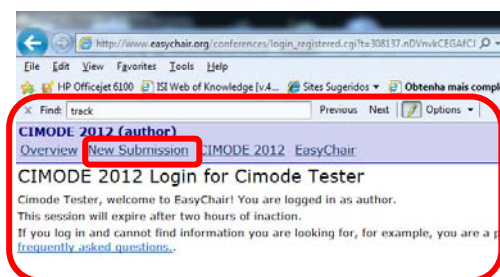 http://www.easychair.org/conferences/login_registered.cgi?t=308137.nDVnvkCEGAfCl
File Edit View Favorites Tools Help
HP Officejet 6100 ISI Web of Knowledge [v.4... Sites Sugeridos Obtenha mais compl
× Find: track Previous Next Options
CIMODE 2012 (author)
Overview New Submission CIMODE 2012 EasyChair
CIMODE 2012 Login for Cimode Tester
Cimode Tester, welcome to EasyChair! You are logged in as author.
This session will expire after two hours of inaction.
If you log in and cannot find information you are looking for, for example, you are a p
frequently asked questions..